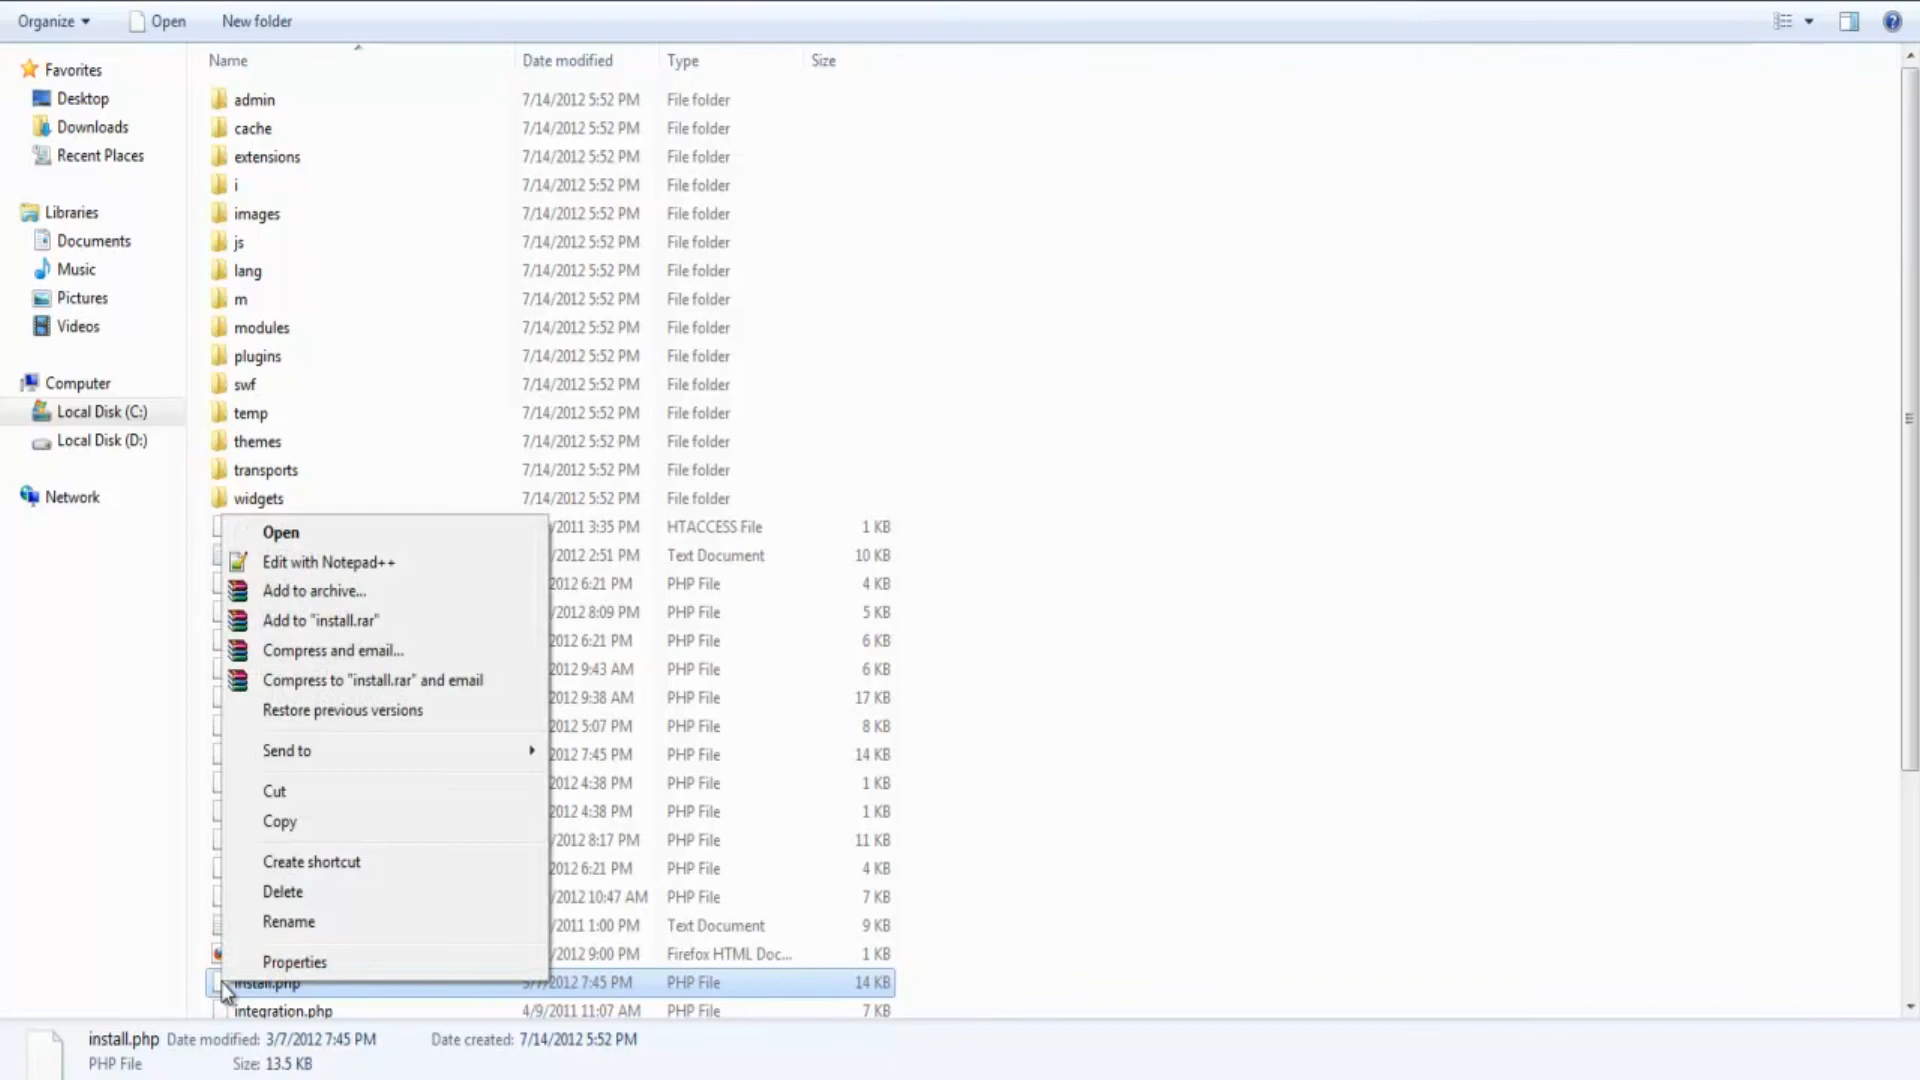 Organize Open New folder
Name Date modified Type Size
Favorites
Desktop
Downloads
Recent Places
Libraries
Documents
Music
Pictures
Videos
Computer
Local Disk (C:)
Local Disk (D:)
Network
admin 7/14/2012 5:52 PM File folder
cache 7/14/2012 5:52 PM File folder
extensions 7/14/2012 5:52 PM File folder
i 7/14/2012 5:52 PM File folder
images 7/14/2012 5:52 PM File folder
js 7/14/2012 5:52 PM File folder
lang 7/14/2012 5:52 PM File folder
m 7/14/2012 5:52 PM File folder
modules 7/14/2012 5:52 PM File folder
plugins 7/14/2012 5:52 PM File folder
swf 7/14/2012 5:52 PM File folder
temp 7/14/2012 5:52 PM File folder
themes 7/14/2012 5:52 PM File folder
transports 7/14/2012 5:52 PM File folder
widgets 7/14/2012 5:52 PM File folder
/2011 3:35 PM HTACCESS File 1 KB
/2012 2:51 PM Text Document 10 KB
2012 6:21 PM PHP File 4 KB
/2012 8:09 PM PHP File 5 KB
2012 6:21 PM PHP File 6 KB
2012 9:43 AM PHP File 6 KB
2012 9:38 AM PHP File 17 KB
2012 5:07 PM PHP File 8 KB
2012 7:45 PM PHP File 14 KB
2012 4:38 PM PHP File 1 KB
2012 4:38 PM PHP File 1 KB
/2012 8:17 PM PHP File 11 KB
2012 6:21 PM PHP File 4 KB
/2012 10:47 AM PHP File 7 KB
/2011 1:00 PM Text Document 9 KB
/2012 9:00 PM Firefox HTML Doc... 1 KB
install.php 3/7/2012 7:45 PM PHP File 14 KB
integration.php 4/9/2011 11:07 AM PHP File 7 KB
Open
Edit with Notepad++
Add to archive...
Add to "install.rar"
Compress and email...
Compress to "install.rar" and email
Restore previous versions
Send to
Cut
Copy
Create shortcut
Delete
Rename
Properties
install.php Date modified: 3/7/2012 7:45 PM Date created: 7/14/2012 5:52 PM
PHP File Size: 13.5 KB